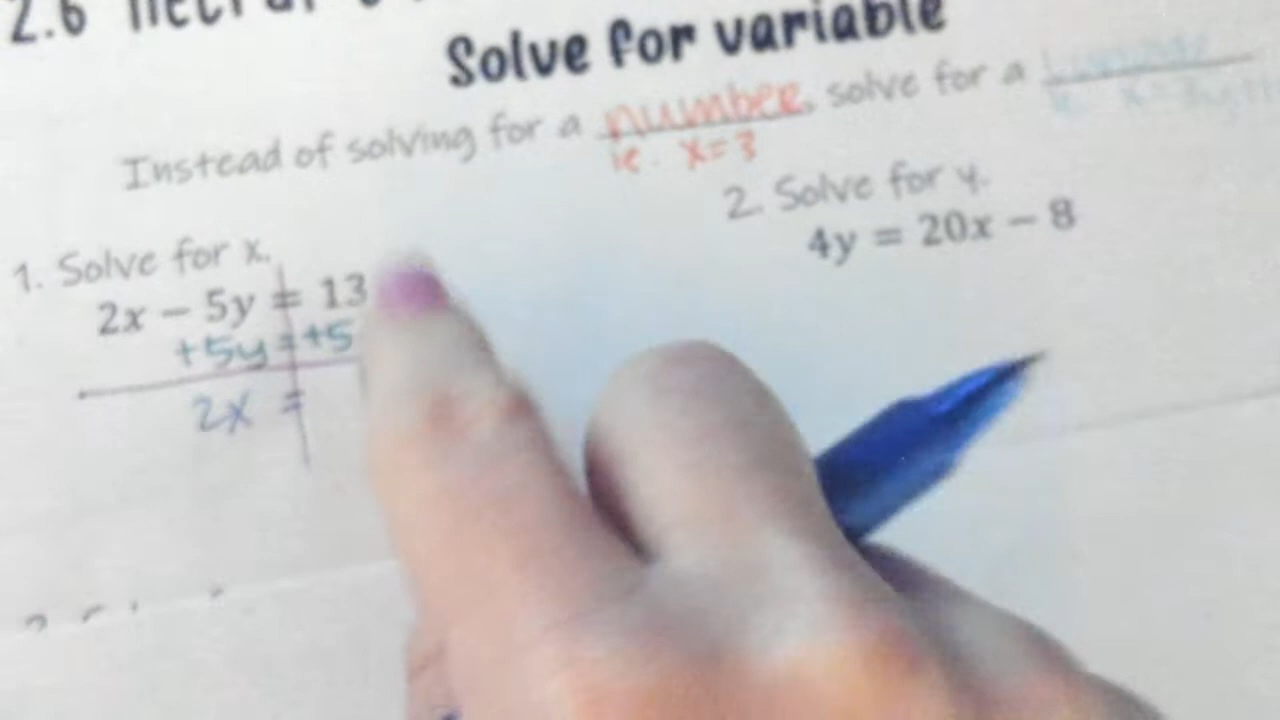 2.6
Solve for variable
Instead of solving for a number, solve for a
ie. x=3
1. Solve for x.
2x − 5y = 13
+5y = +5
2x =
2. Solve for y.
4y = 20x − 8